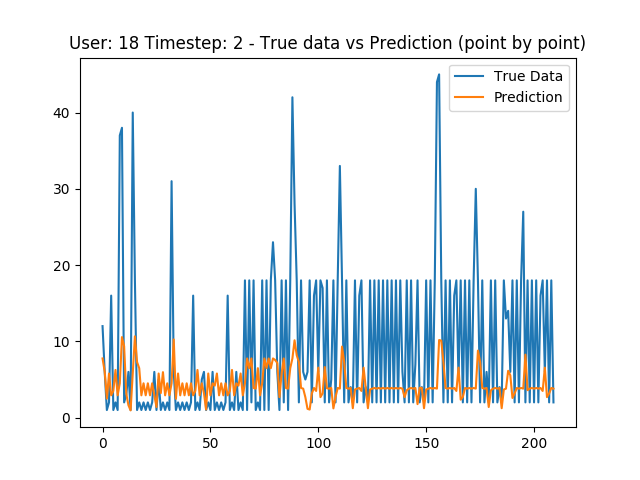 User: 18 Timestep: 2 - True data vs Prediction (point by point)
True Data
Prediction
40
30
20
10
0
0 50 100 150 200